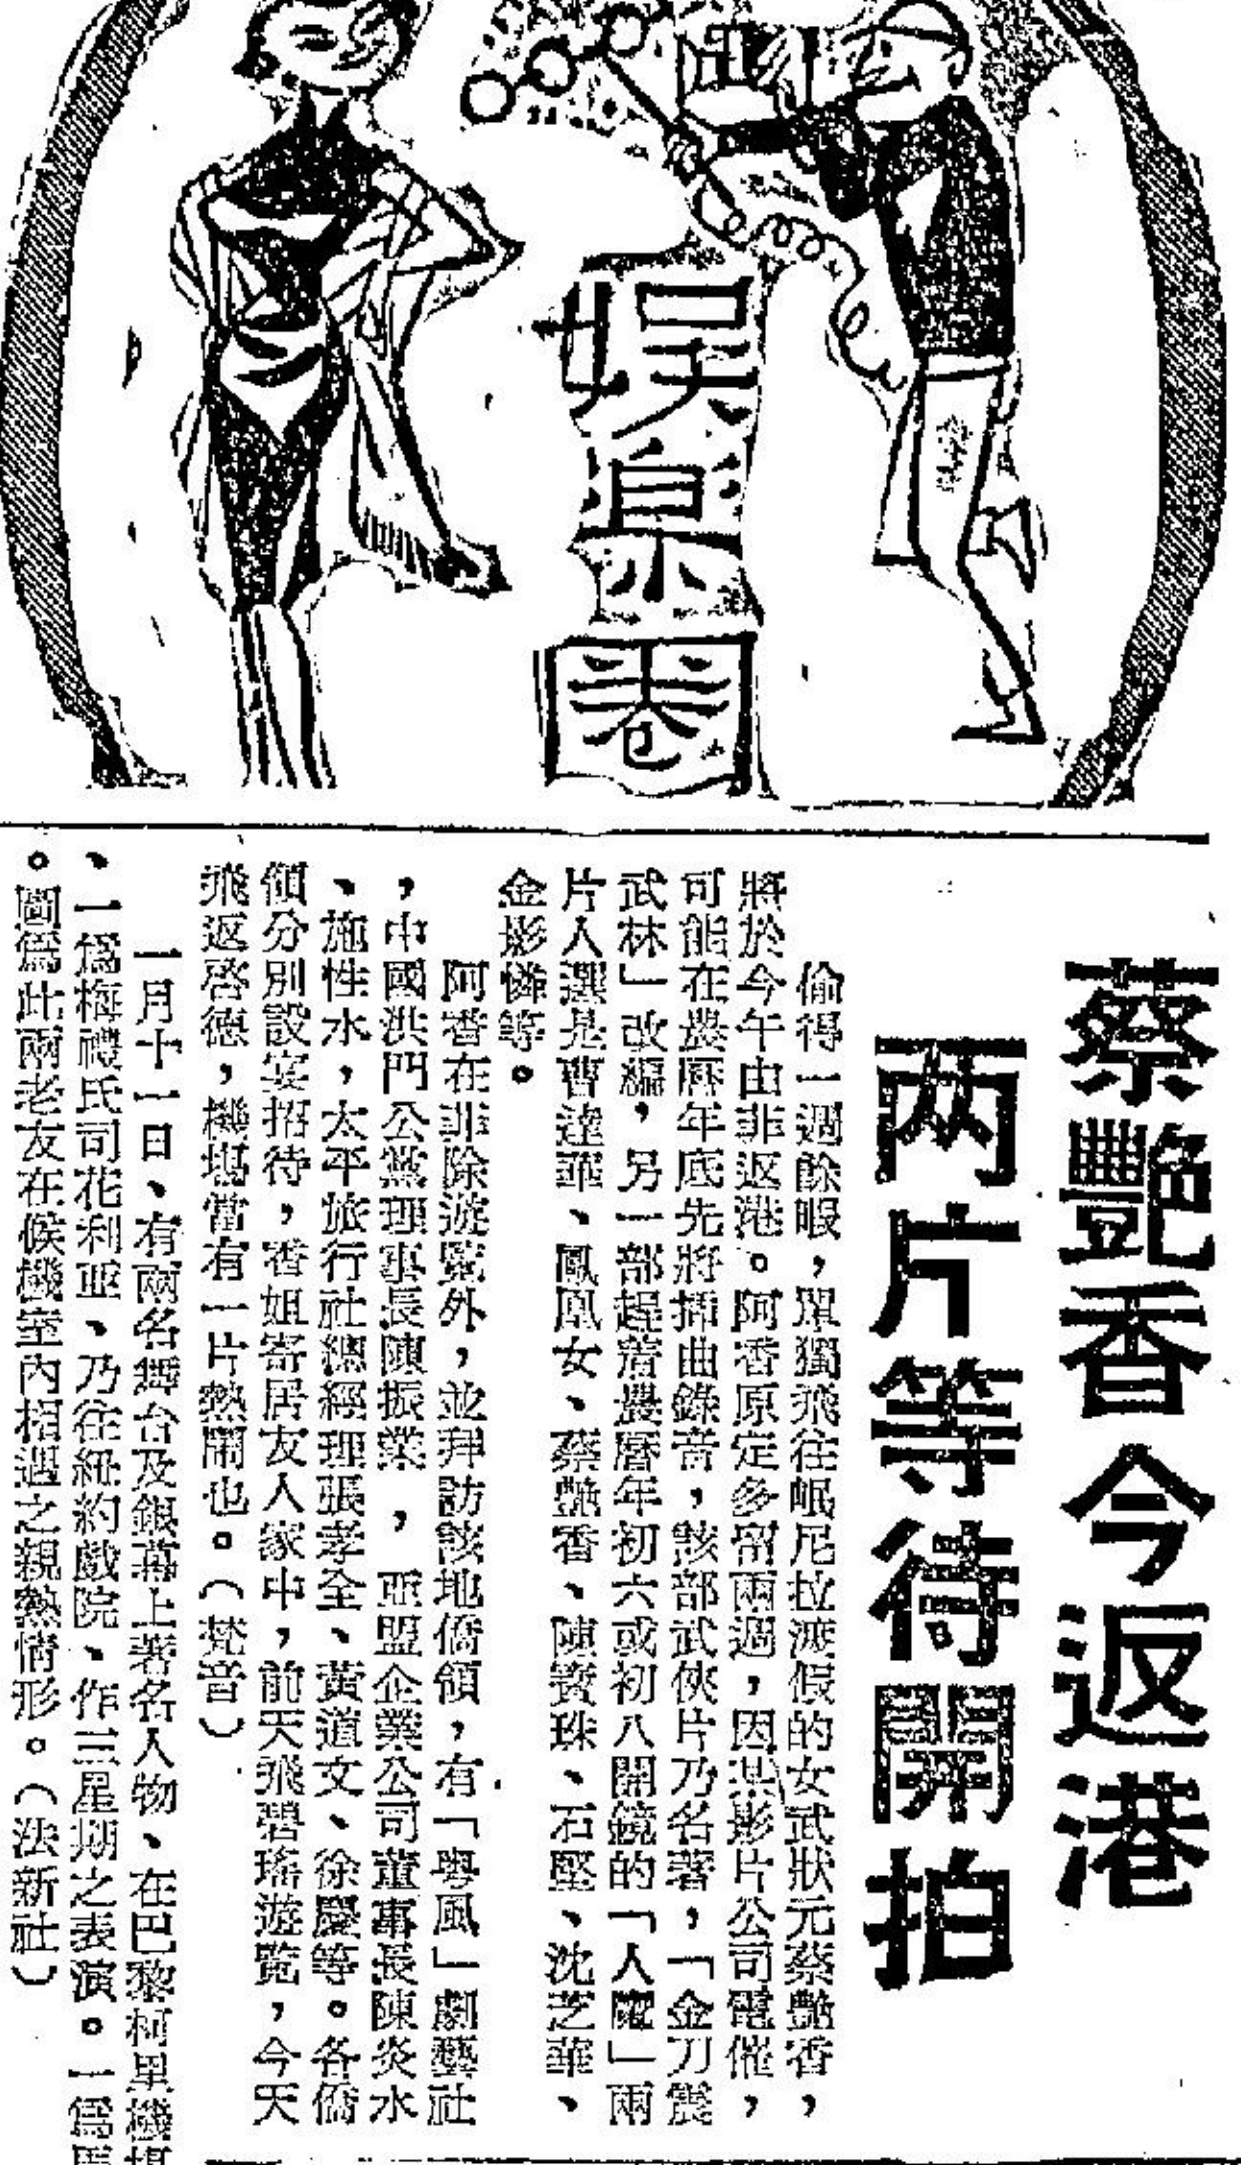 娱楽圈
蔡艷香今返港
两片等待開拍
偷得一週餘暇，單獨飛往岷尼拉渡假的女武狀元蔡艷香，
將於今午由菲返港。阿香原定多留兩週，因某影片公司電催，
可能在農曆年底先將插曲錄音，該部武俠片乃名著，「金刀震
武林」改編，另一部趕着農曆年初六或初八開鏡的「人魔」兩
片人選是曹達華、鳳凰女、蔡艷香、陳寶珠、石堅、沈芝華、
金影憐等。
阿香在菲除遊覽外，並拜訪該地僑領，有「粵風」劇藝社
，中國洪門公黨理事長陳振業，亞盟企業公司董事長陳炎水
、施性水，太平旅行社總經理張孝全、黃道文、徐慶等。各僑
領分別設宴招待，香姐寄居友人家中，前天飛碧瑤遊覽，今天
飛返啓德，機塲當有一片熱鬧也。（梵音）
一月十一日、有兩名舞台及銀幕上著名人物、在巴黎柯里機塲
、一爲梅禮氏司花利亞、乃往紐約戲院、作三星期之表演。一爲馬
。圖爲此兩老友在候機室內相遇之親熱情形。（法新社）